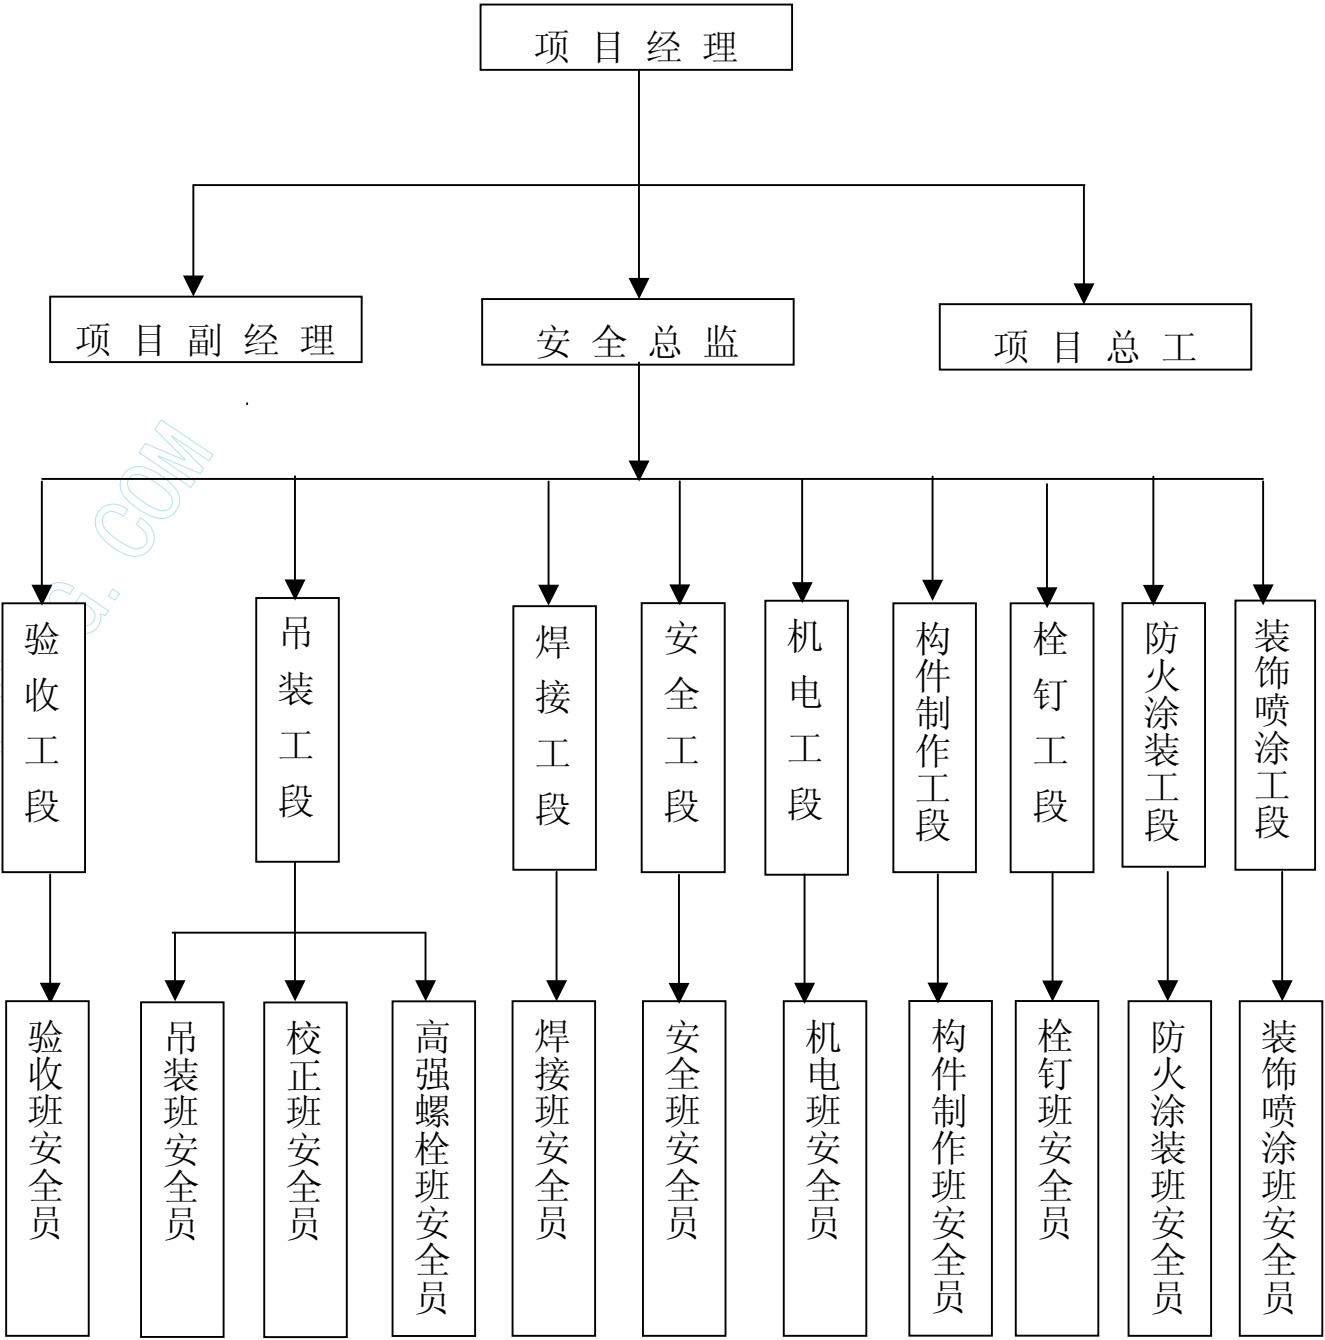 项目经理
项目副经理
安全总监
项目总工
验收工段
吊装工段
焊接工段
安全工段
机电工段
构件制作工段
栓钉工段
防火涂装工段
装饰喷涂工段
验收班安全员
吊装班安全员
校正班安全员
高强螺栓班安全员
焊接班安全员
安全班安全员
机电班安全员
构件制作班安全员
栓钉班安全员
防火涂装班安全员
装饰喷涂班安全员
G.COM